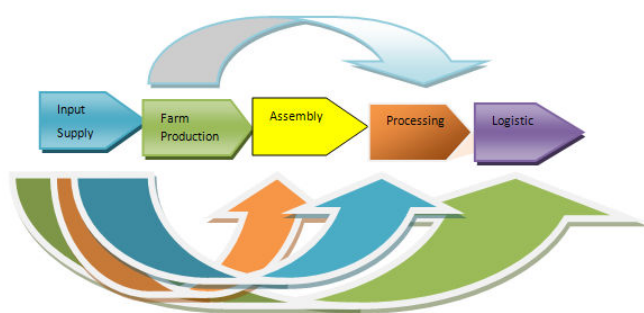 Input
Supply
Farm
Production
Assembly
Processing
Logistic